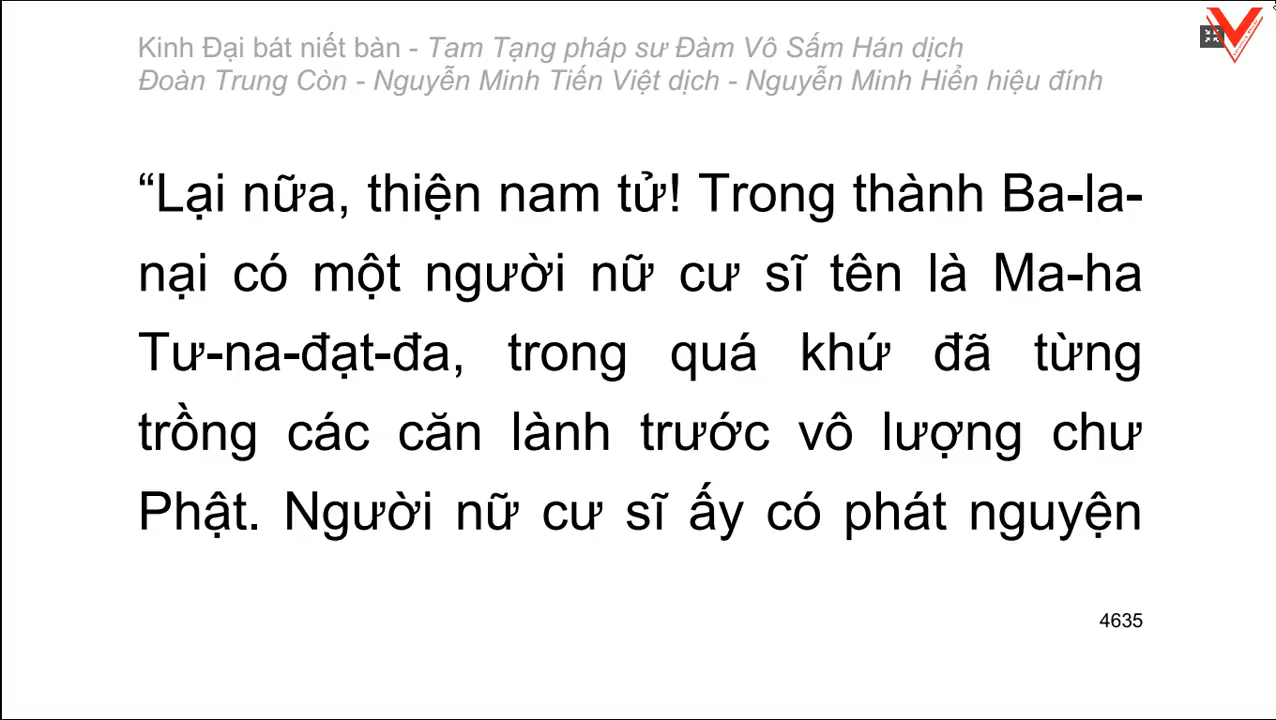 Kinh Đại bát niết bàn - Tam Tạng pháp sư Đàm Vô Sấm Hán dịch
Đoàn Trung Còn - Nguyễn Minh Tiến Việt dịch - Nguyễn Minh Hiển hiệu đính
“Lại nữa, thiện nam tử! Trong thành Ba-la-
nại có một người nữ cư sĩ tên là Ma-ha
Tư-na-đạt-đa, trong quá khứ đã từng
trồng các căn lành trước vô lượng chư
Phật. Người nữ cư sĩ ấy có phát nguyện
4635